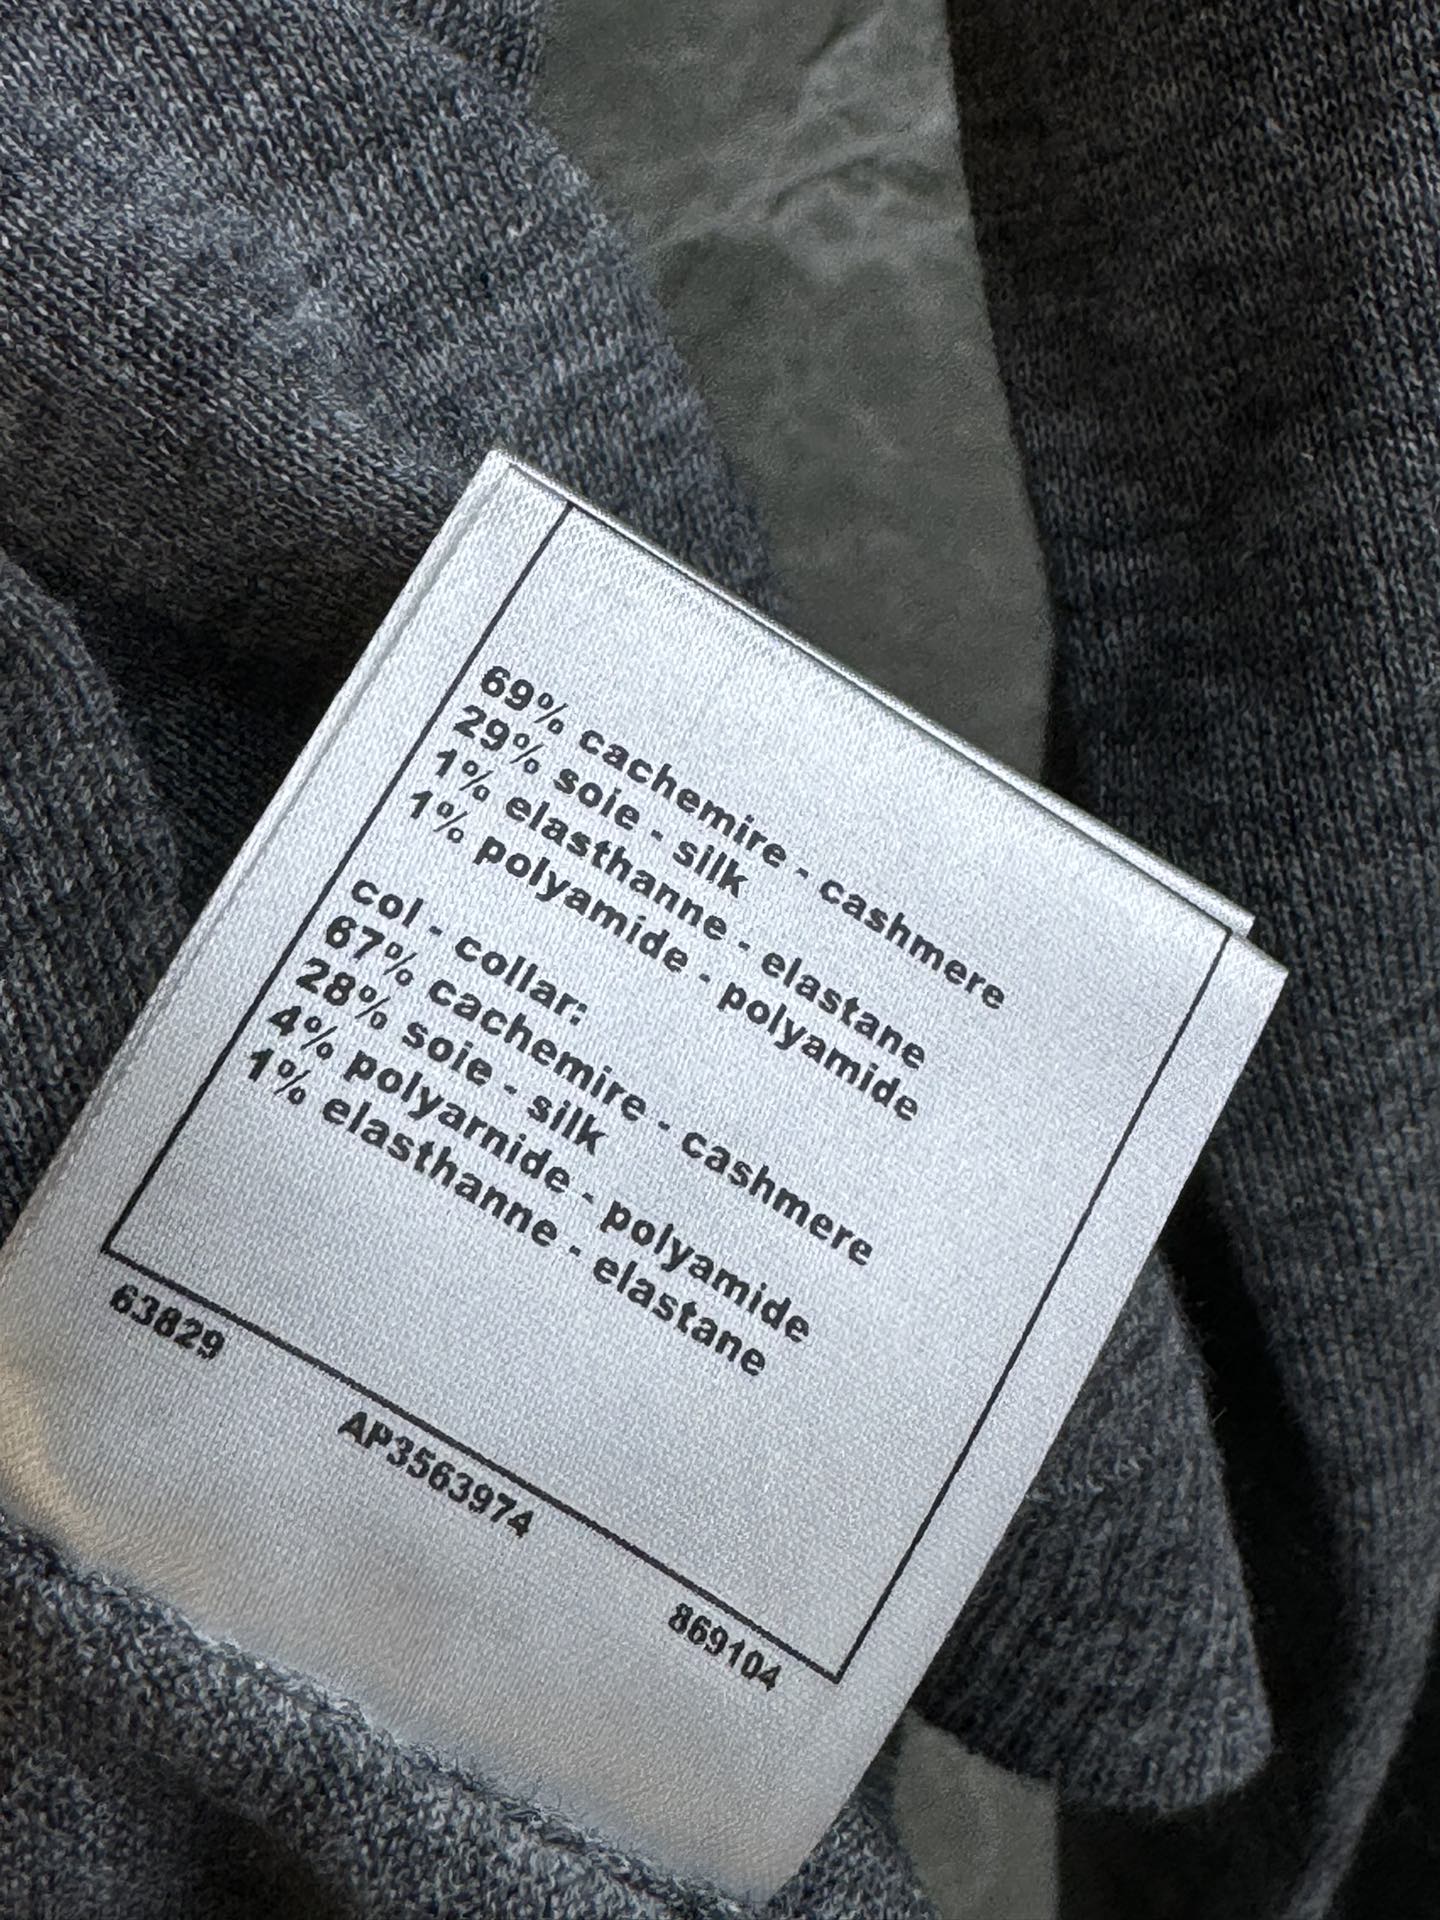 69% cachemire - cashmere
29% soie - silk
1% elasthanne - elastane
1% polyamide - polyamide
col - collar:
67% cachemire - cashmere
28% soie - silk
4% polyarnide - polyamide
1% elasthanne - elastane
63829
AP3563974
869104